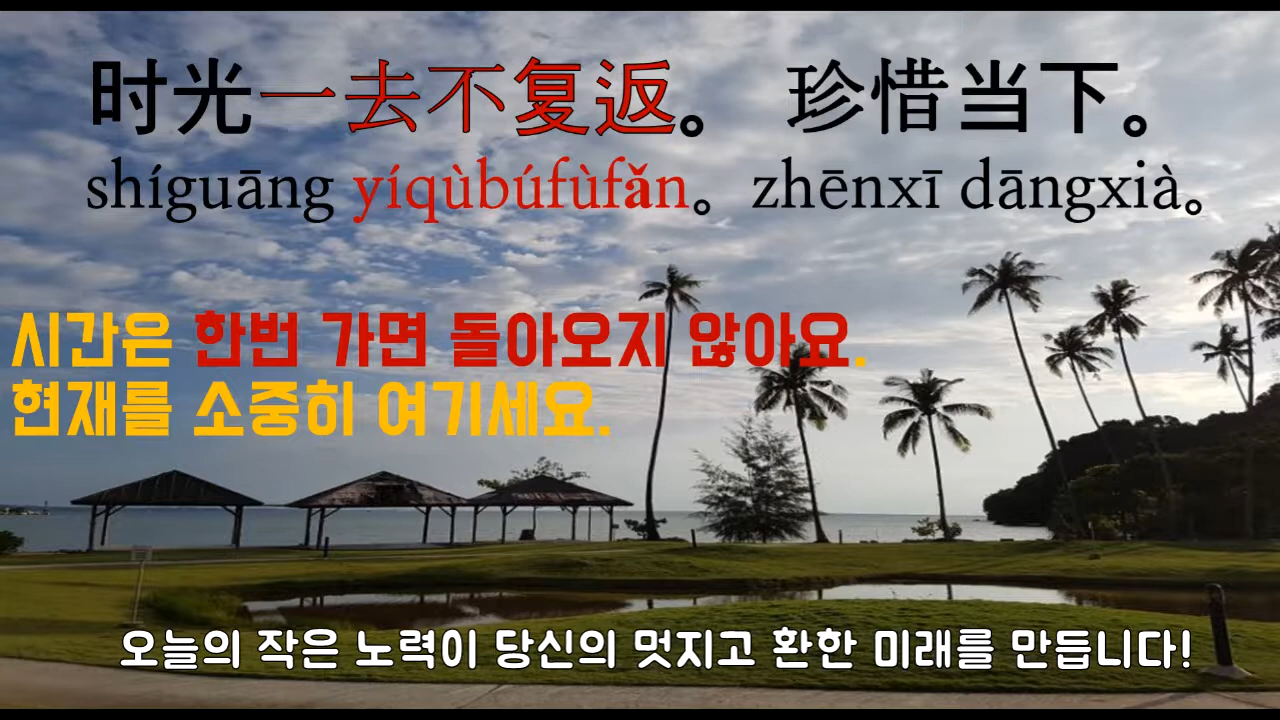 时光一去不复返。 珍惜当下。
shíguāng yíqùbúfùfǎn。zhēnxī dāngxià。
시간은 한번 가면 돌아오지 않아요.
현재를 소중히 여기세요.
오늘의 작은 노력이 당신의 멋지고 환한 미래를 만듭니다!